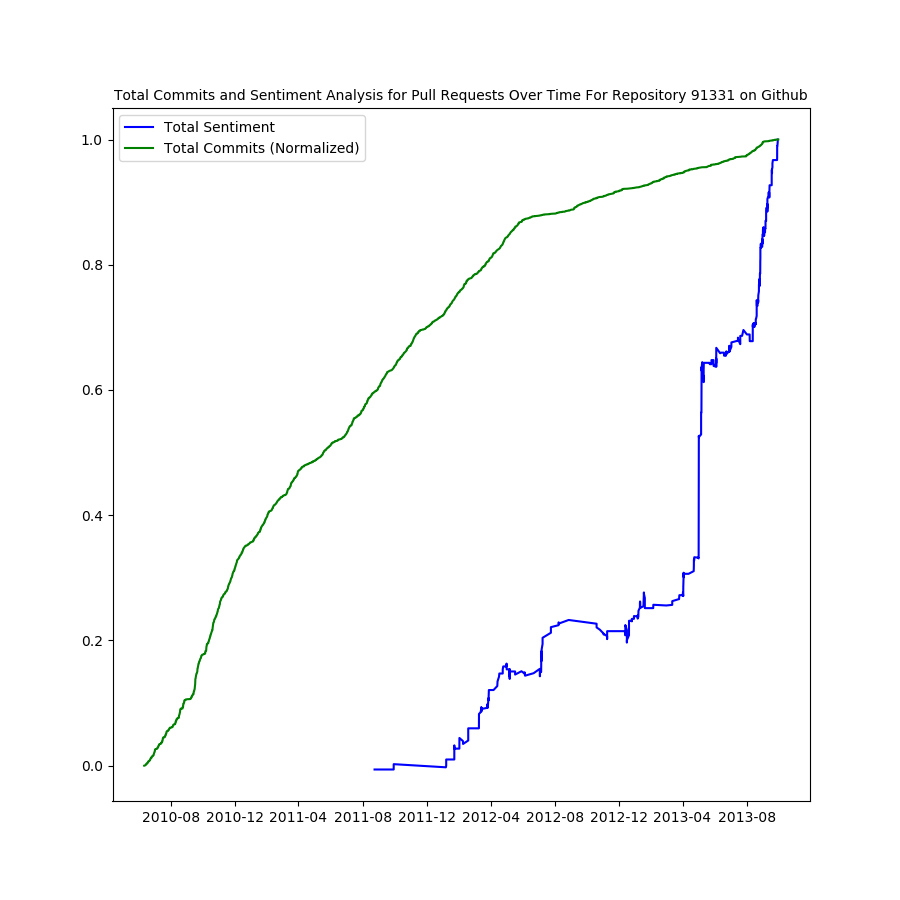 Total Commits and Sentiment Analysis for Pull Requests Over Time For Repository 91331 on Github
Total Sentiment
Total Commits (Normalized)
1.0
0.8
0.6
0.4
0.2
0.0
2010-08 2010-12 2011-04 2011-08 2011-12 2012-04 2012-08 2012-12 2013-04 2013-08